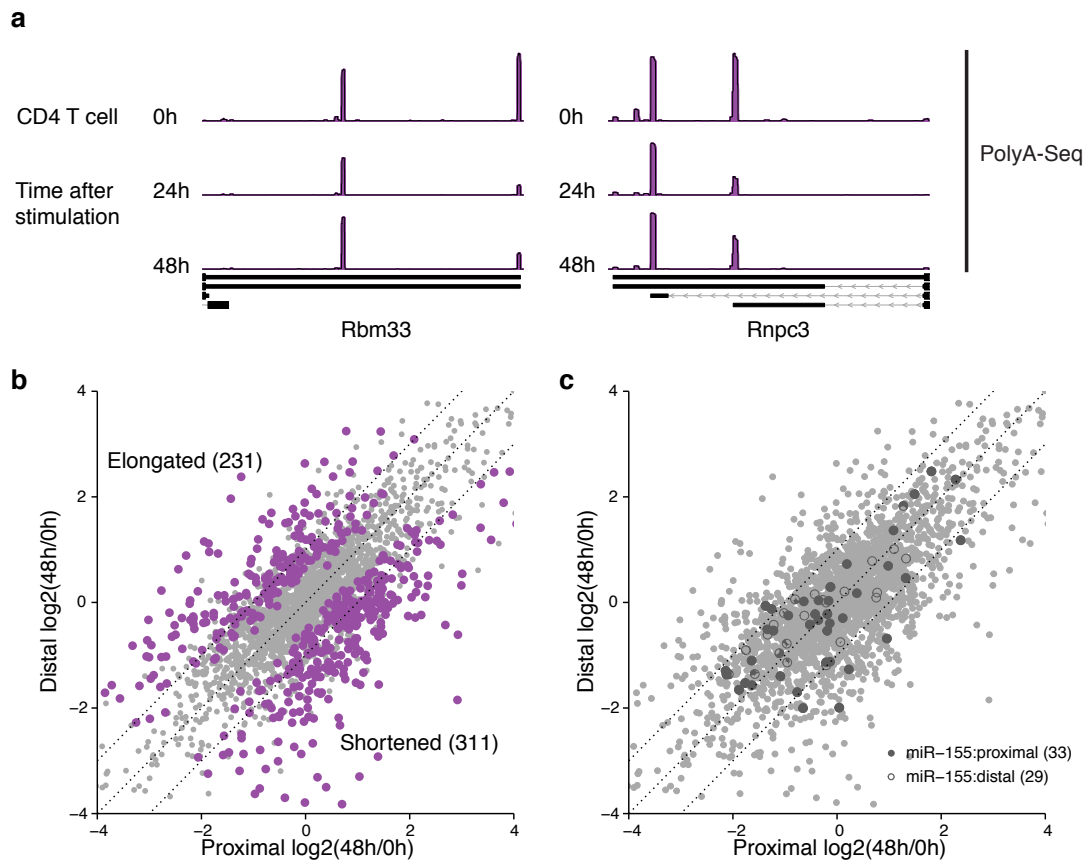 a
CD4 T cell
0h
0h
PolyA-Seq
Time after
stimulation
24h
24h
48h
48h
Rbm33
Rnpc3
b
c
4
2
0
−2
−4
Distal log2(48h/0h)
Elongated (231)
Shortened (311)
−4
−2
0
2
4
Proximal log2(48h/0h)
4
2
0
−2
−4
Distal log2(48h/0h)
miR−155:proximal (33)
miR−155:distal (29)
−4
−2
0
2
4
Proximal log2(48h/0h)